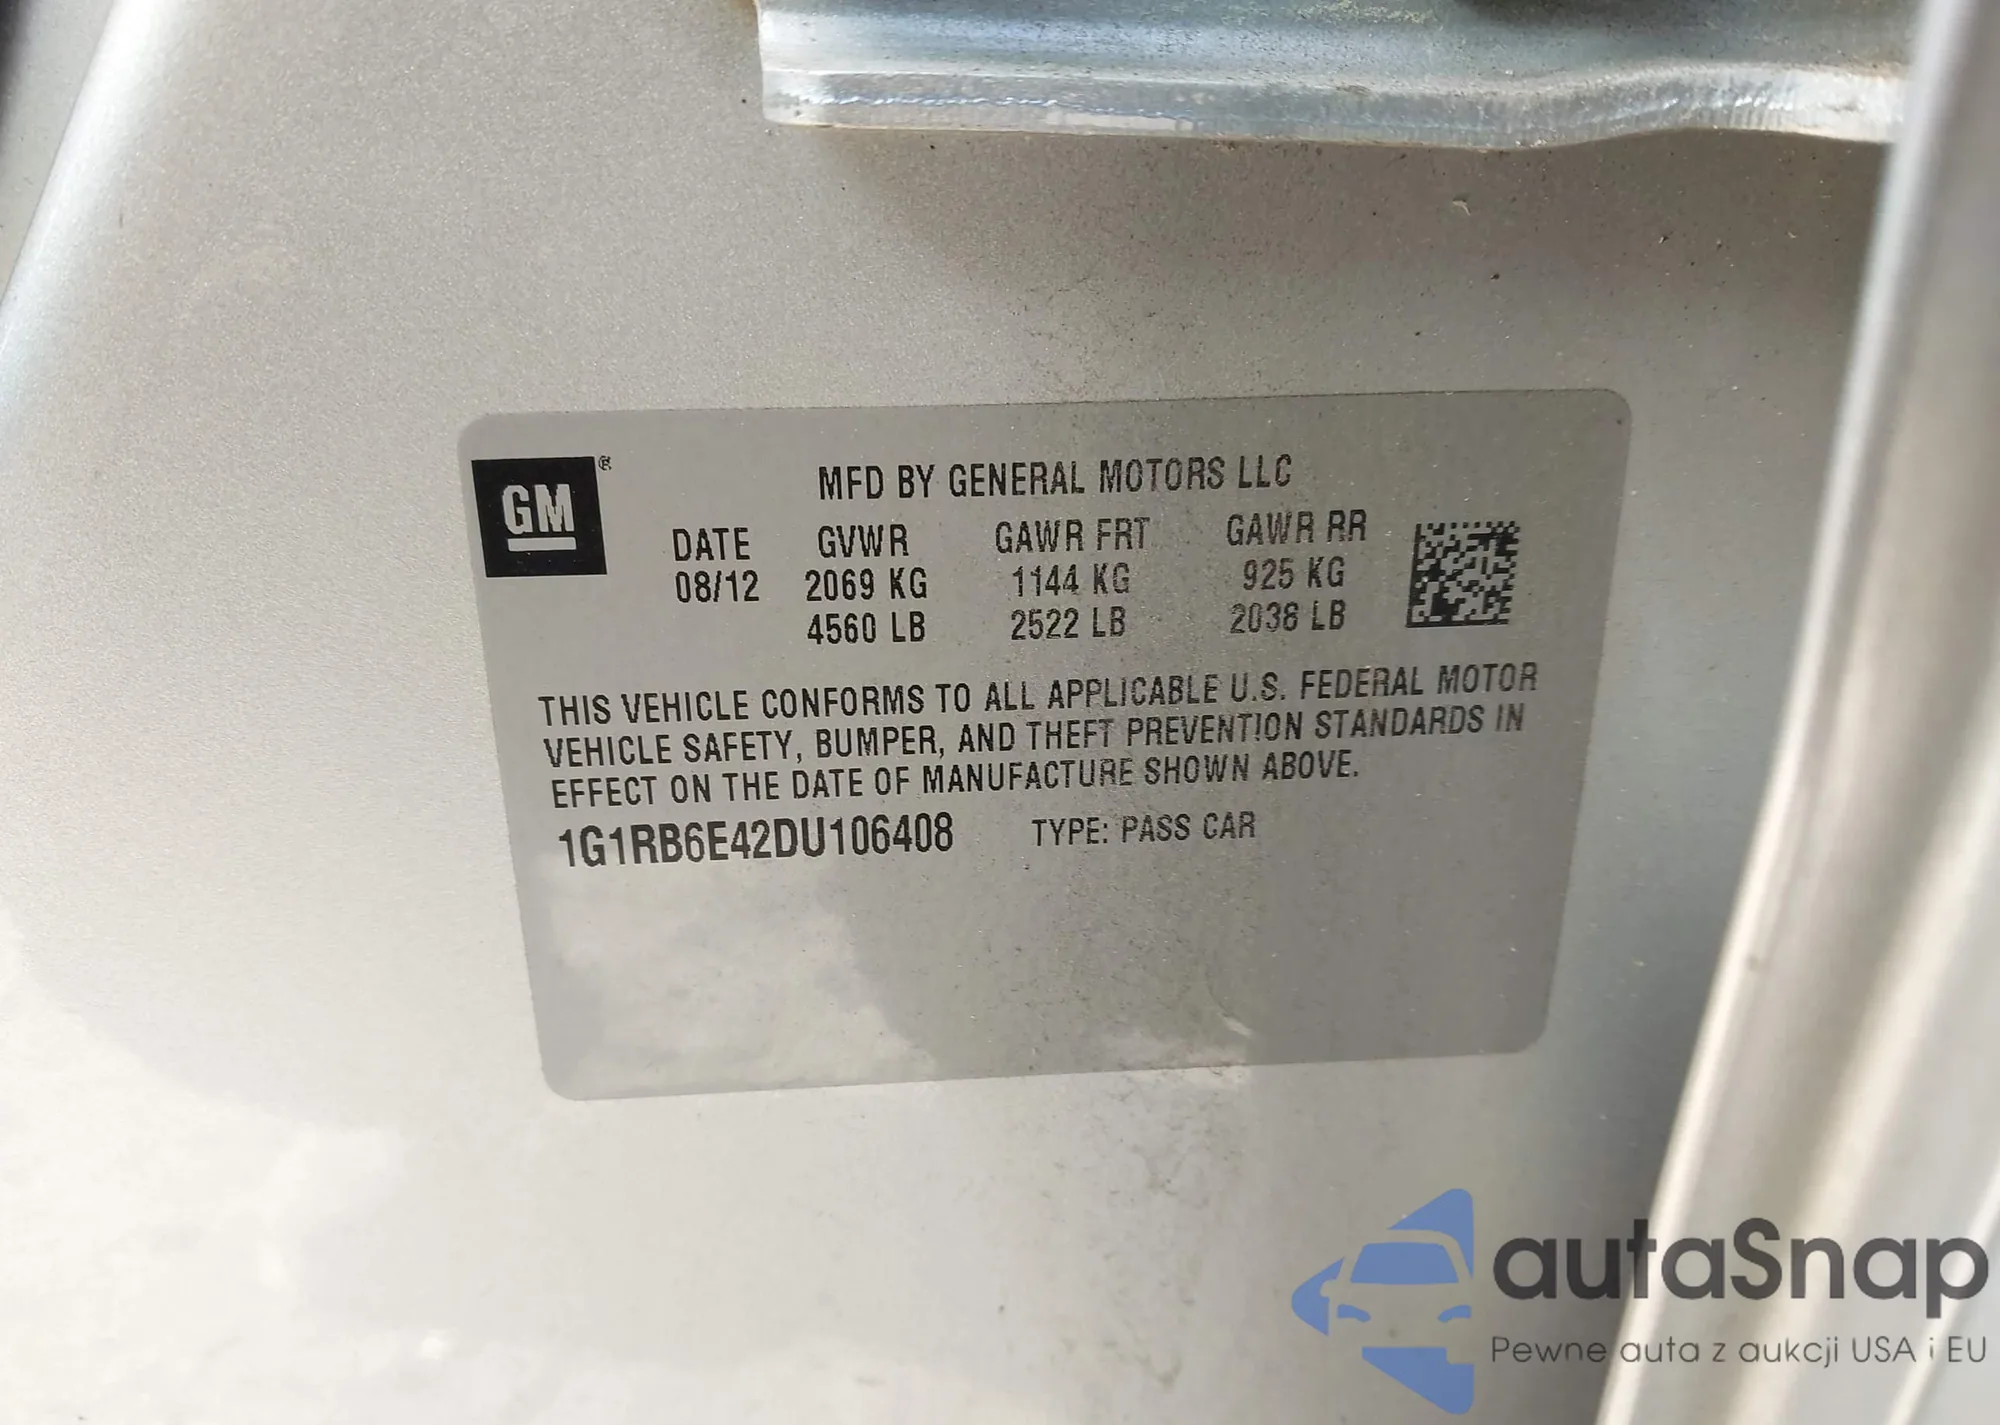 GM®
MFD BY GENERAL MOTORS LLC
DATE GVWR GAWR FRT GAWR RR
08/12 2069 KG 1144 KG 925 KG
4560 LB 2522 LB 2038 LB
THIS VEHICLE CONFORMS TO ALL APPLICABLE U.S. FEDERAL MOTOR
VEHICLE SAFETY, BUMPER, AND THEFT PREVENTION STANDARDS IN
EFFECT ON THE DATE OF MANUFACTURE SHOWN ABOVE.
1G1RB6E42DU106408 TYPE: PASS CAR
autaSnap
Pewne auta z aukcji USA i EU